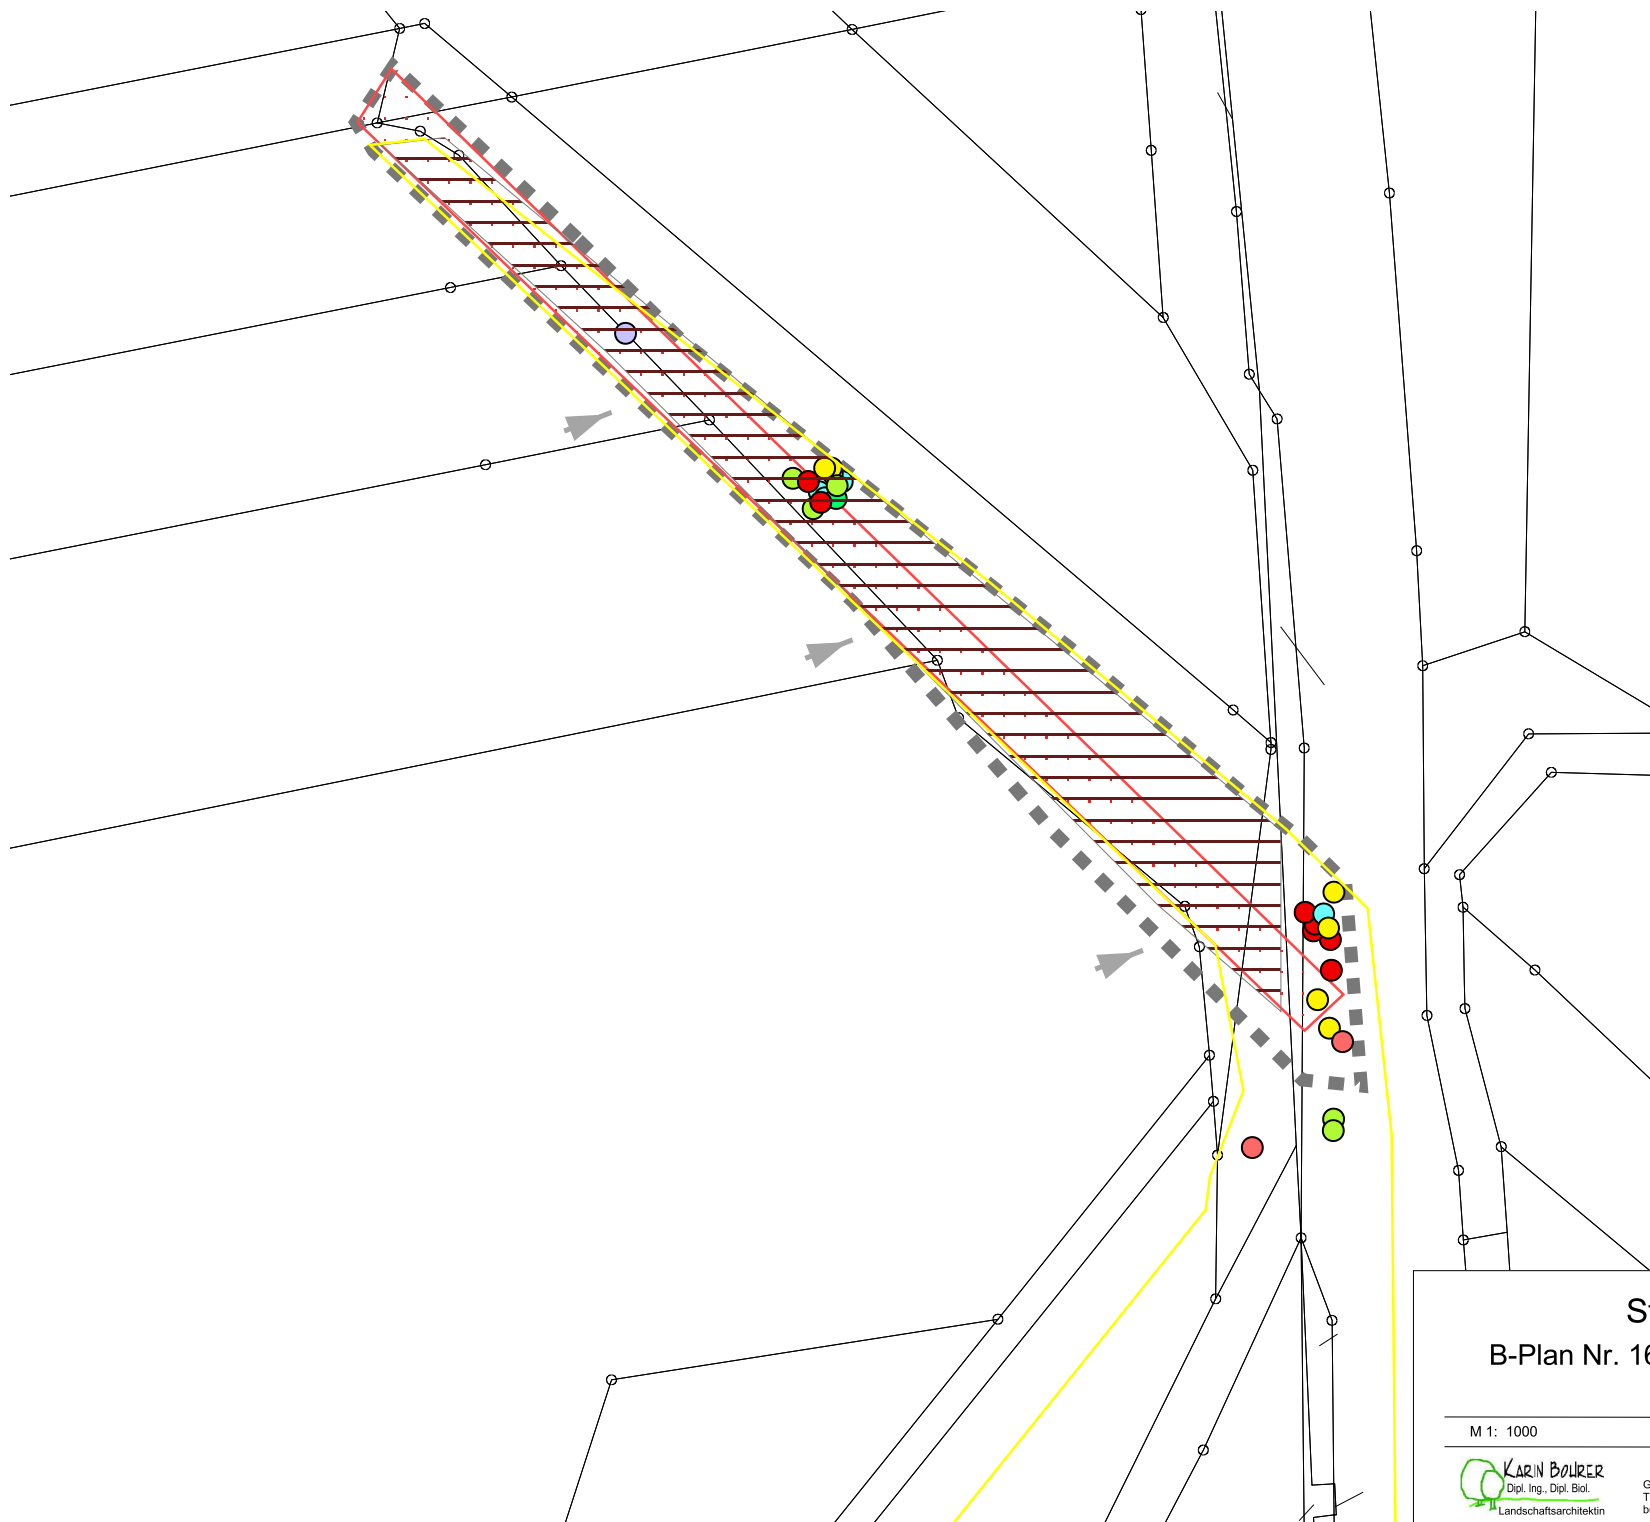 B-Plan Nr. 16
M 1: 1000
KARIN BOHRER
Dipl. Ing., Dipl. Biol.
Landschaftsarchitektin